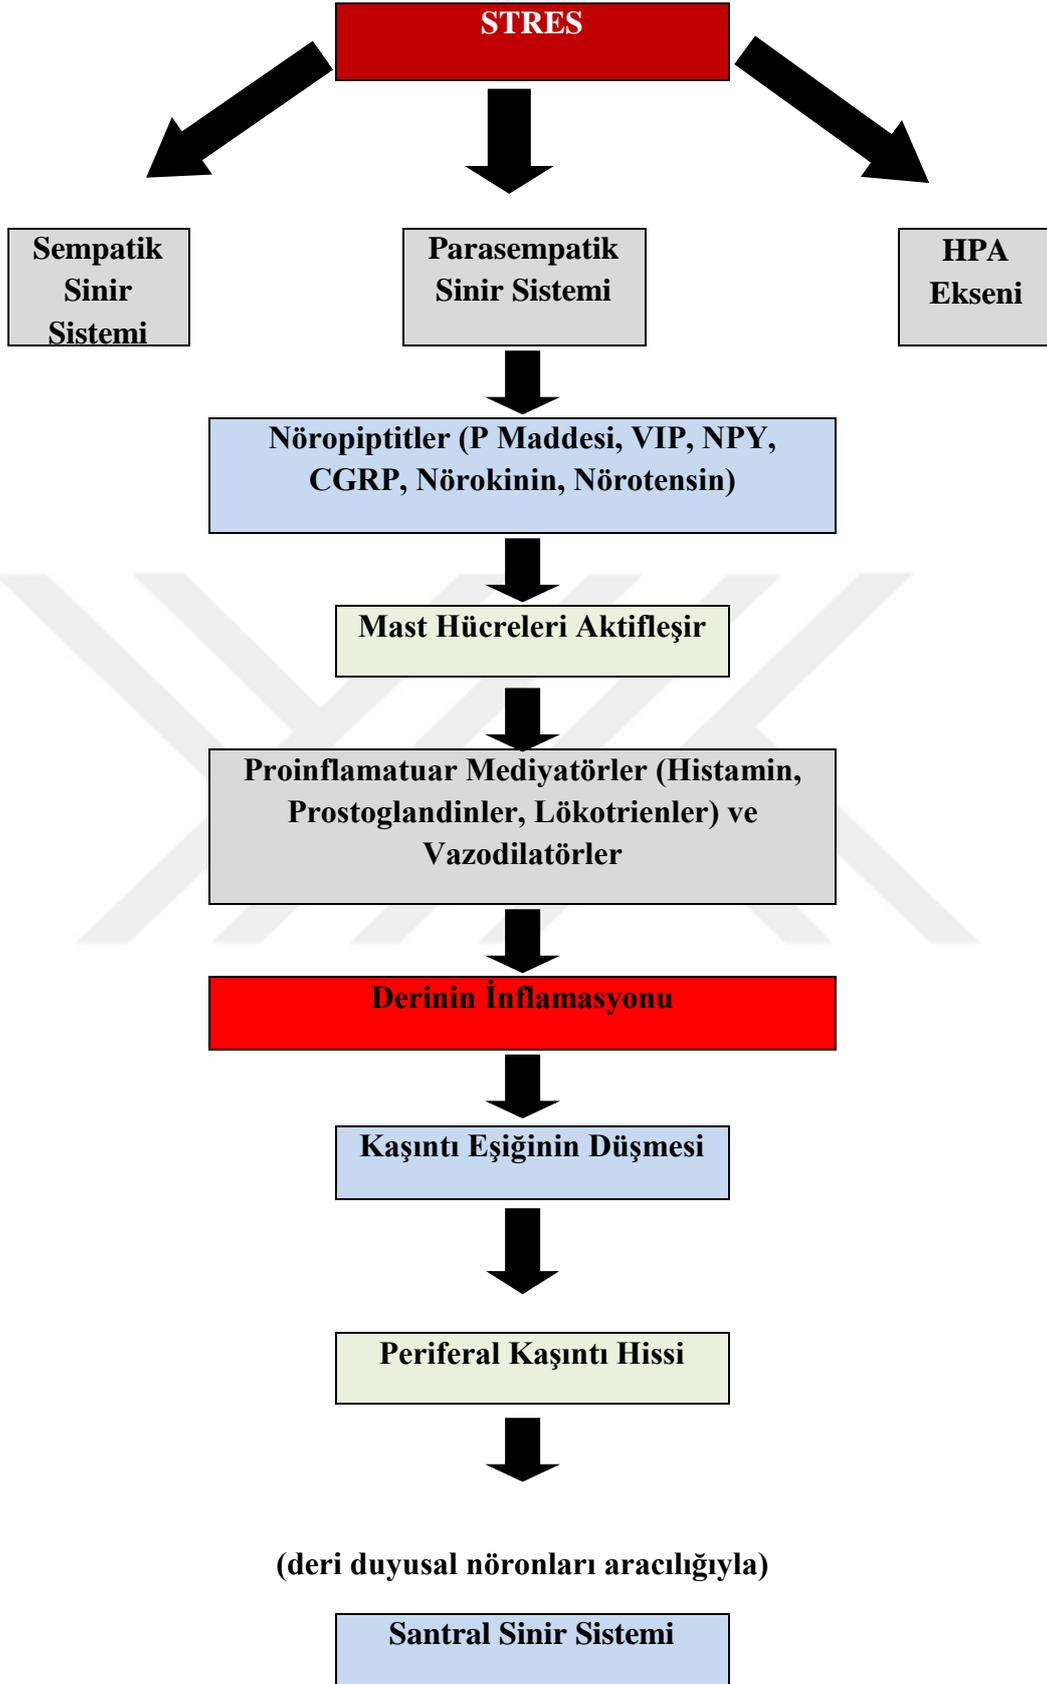 STRES
Sempatik
Sinir
Sistemi
Parasempatik
Sinir Sistemi
HPA
Ekseni
Nöropiptitler (P Maddesi, VIP, NPY,
CGRP, Nörokinin, Nörotensin)
Mast Hücreleri Aktifleşir
Proinflamatuar Mediyatörler (Histamin,
Prostoglandinler, Lökotrienler) ve
Vazodilatörler
Derinin İnflamasyonu
Kaşıntı Eşiğinin Düşmesi
Periferal Kaşıntı Hissi
(deri duyusal nöronları aracılığıyla)
Santral Sinir Sistemi